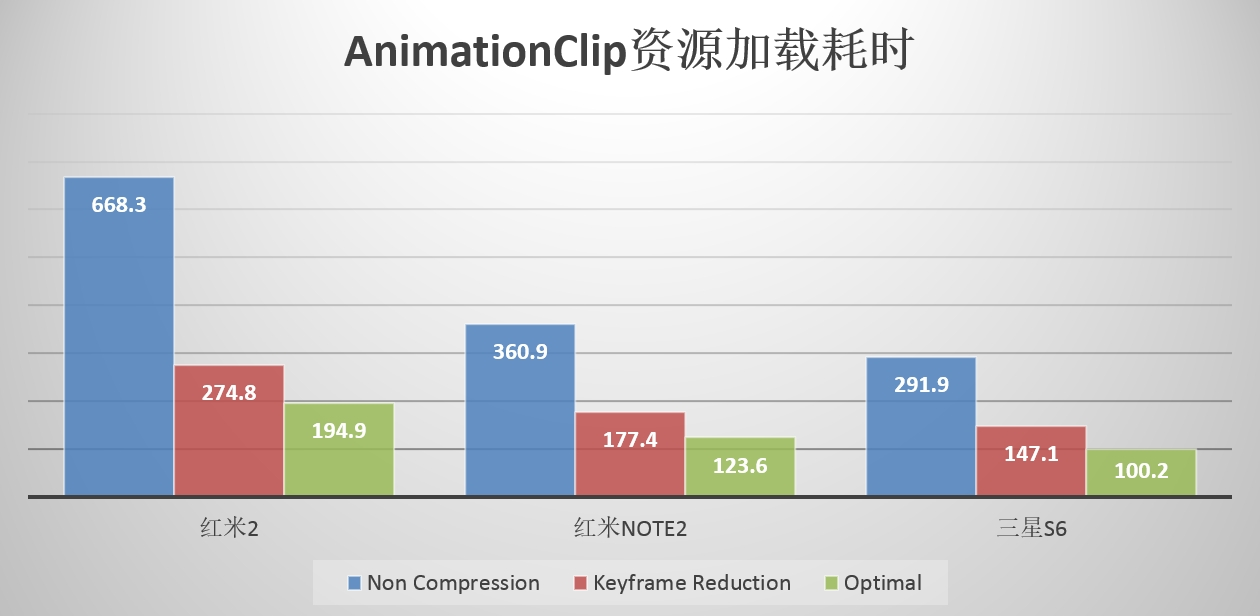 AnimationClip资源加载耗时
668.3
274.8
194.9
360.9
177.4
123.6
291.9
147.1
100.2
红米2
红米NOTE2
三星S6
Non Compression
Keyframe Reduction
Optimal